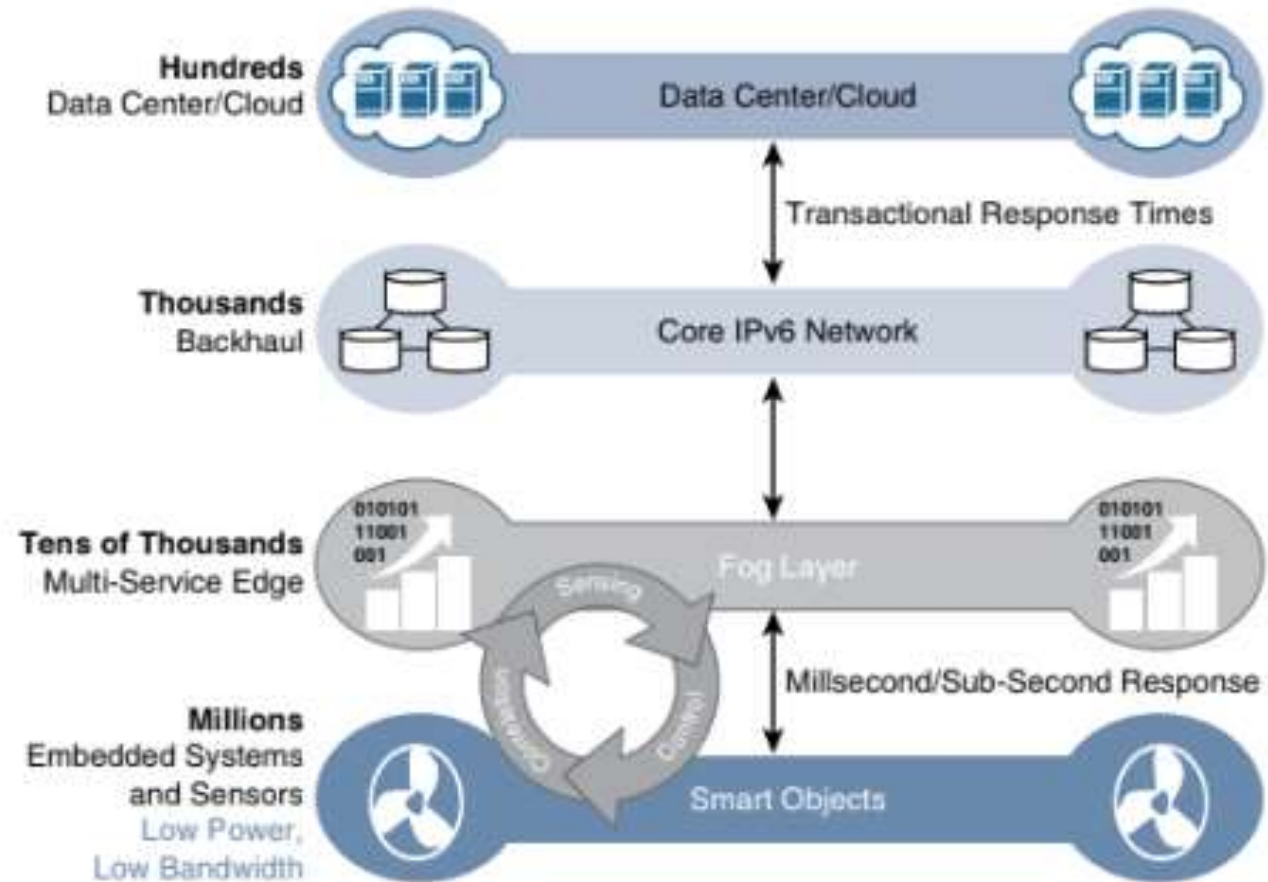 Hundreds
Data Center/Cloud
Data Center/Cloud
Transactional Response Times
Thousands
Backhaul
Core IPv6 Network
010101
11001
001
Tens of Thousands
Multi-Service Edge
Fog Layer
010101
11001
001
Sensing
Control
Correlation
Millsecond/Sub-Second Response
Millions
Embedded Systems
and Sensors
Low Power,
Low Bandwidth
Smart Objects